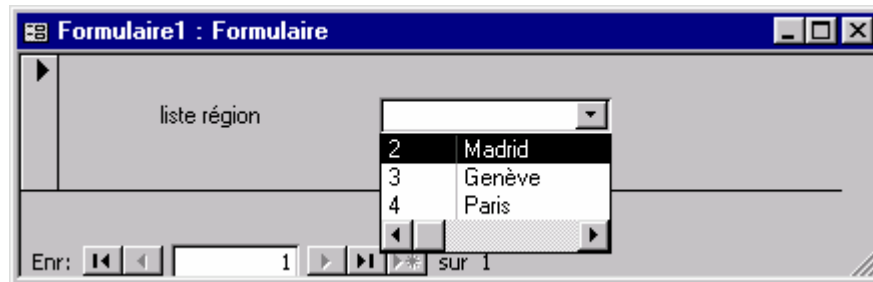 Formulaire1 : Formulaire
liste région
2 Madrid
3 Genève
4 Paris
Enr: 1 sur 1